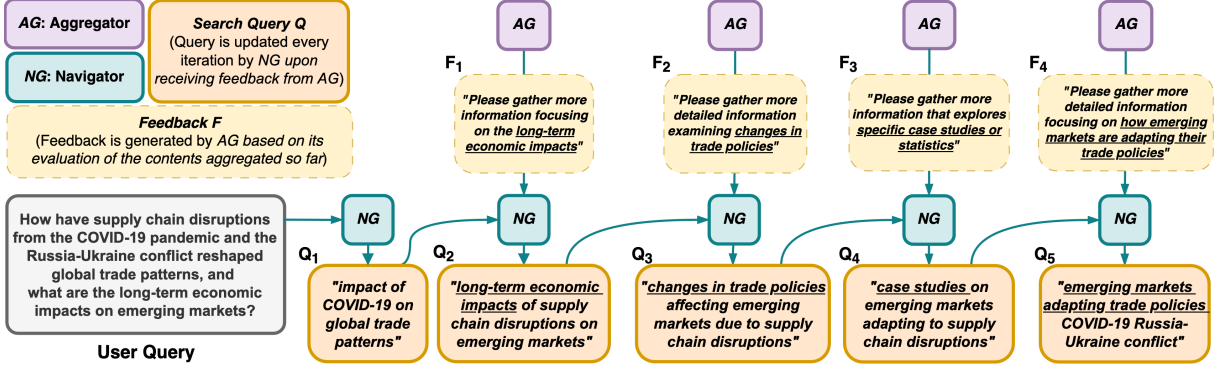 AG: Aggregator
NG: Navigator
Search Query Q
(Query is updated every
iteration by NG upon
receiving feedback from AG)
Feedback F
(Feedback is generated by AG based on its
evaluation of the contents aggregated so far)
How have supply chain disruptions
from the COVID-19 pandemic and the
Russia-Ukraine conflict reshaped
global trade patterns, and
what are the long-term economic
impacts on emerging markets?
User Query
NG
Q1
"impact of
COVID-19 on
global trade
patterns"
AG
F1
"Please gather more
information focusing
on the long-term
economic impacts"
NG
Q2
"long-term economic
impacts of supply
chain disruptions on
emerging markets"
AG
F2
"Please gather more
detailed information
examining changes in
trade policies"
NG
Q3
"changes in trade policies
affecting emerging
markets due to supply
chain disruptions"
AG
F3
"Please gather more
information that explores
specific case studies or
statistics"
NG
Q4
"case studies on
emerging markets
adapting to supply
chain disruptions"
AG
F4
"Please gather more
detailed information
focusing on how emerging
markets are adapting their
trade policies"
NG
Q5
"emerging markets
adapting trade policies
COVID-19 Russia-
Ukraine conflict"